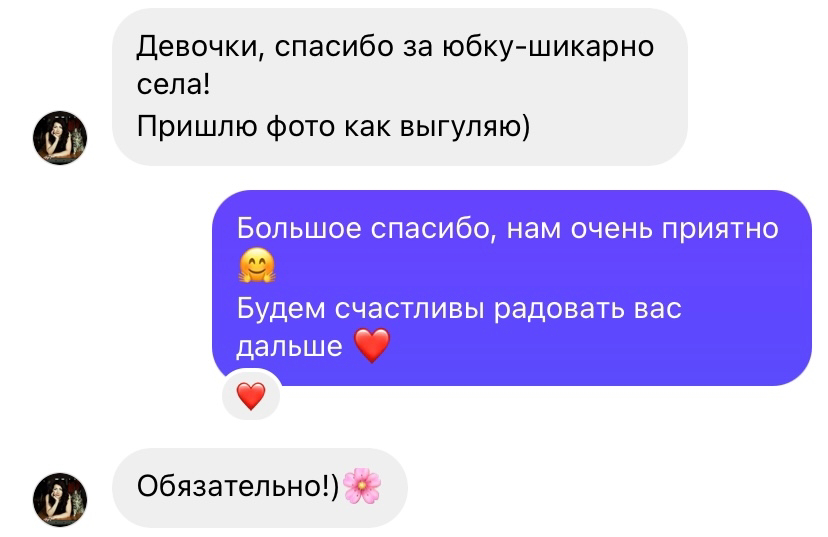 Девочки, спасибо за юбку-шикарно
села!
Пришлю фото как выгуляю)
Большое спасибо, нам очень приятно
🤗
Будем счастливы радовать вас
дальше ❤️
❤️
Обязательно!)🌸